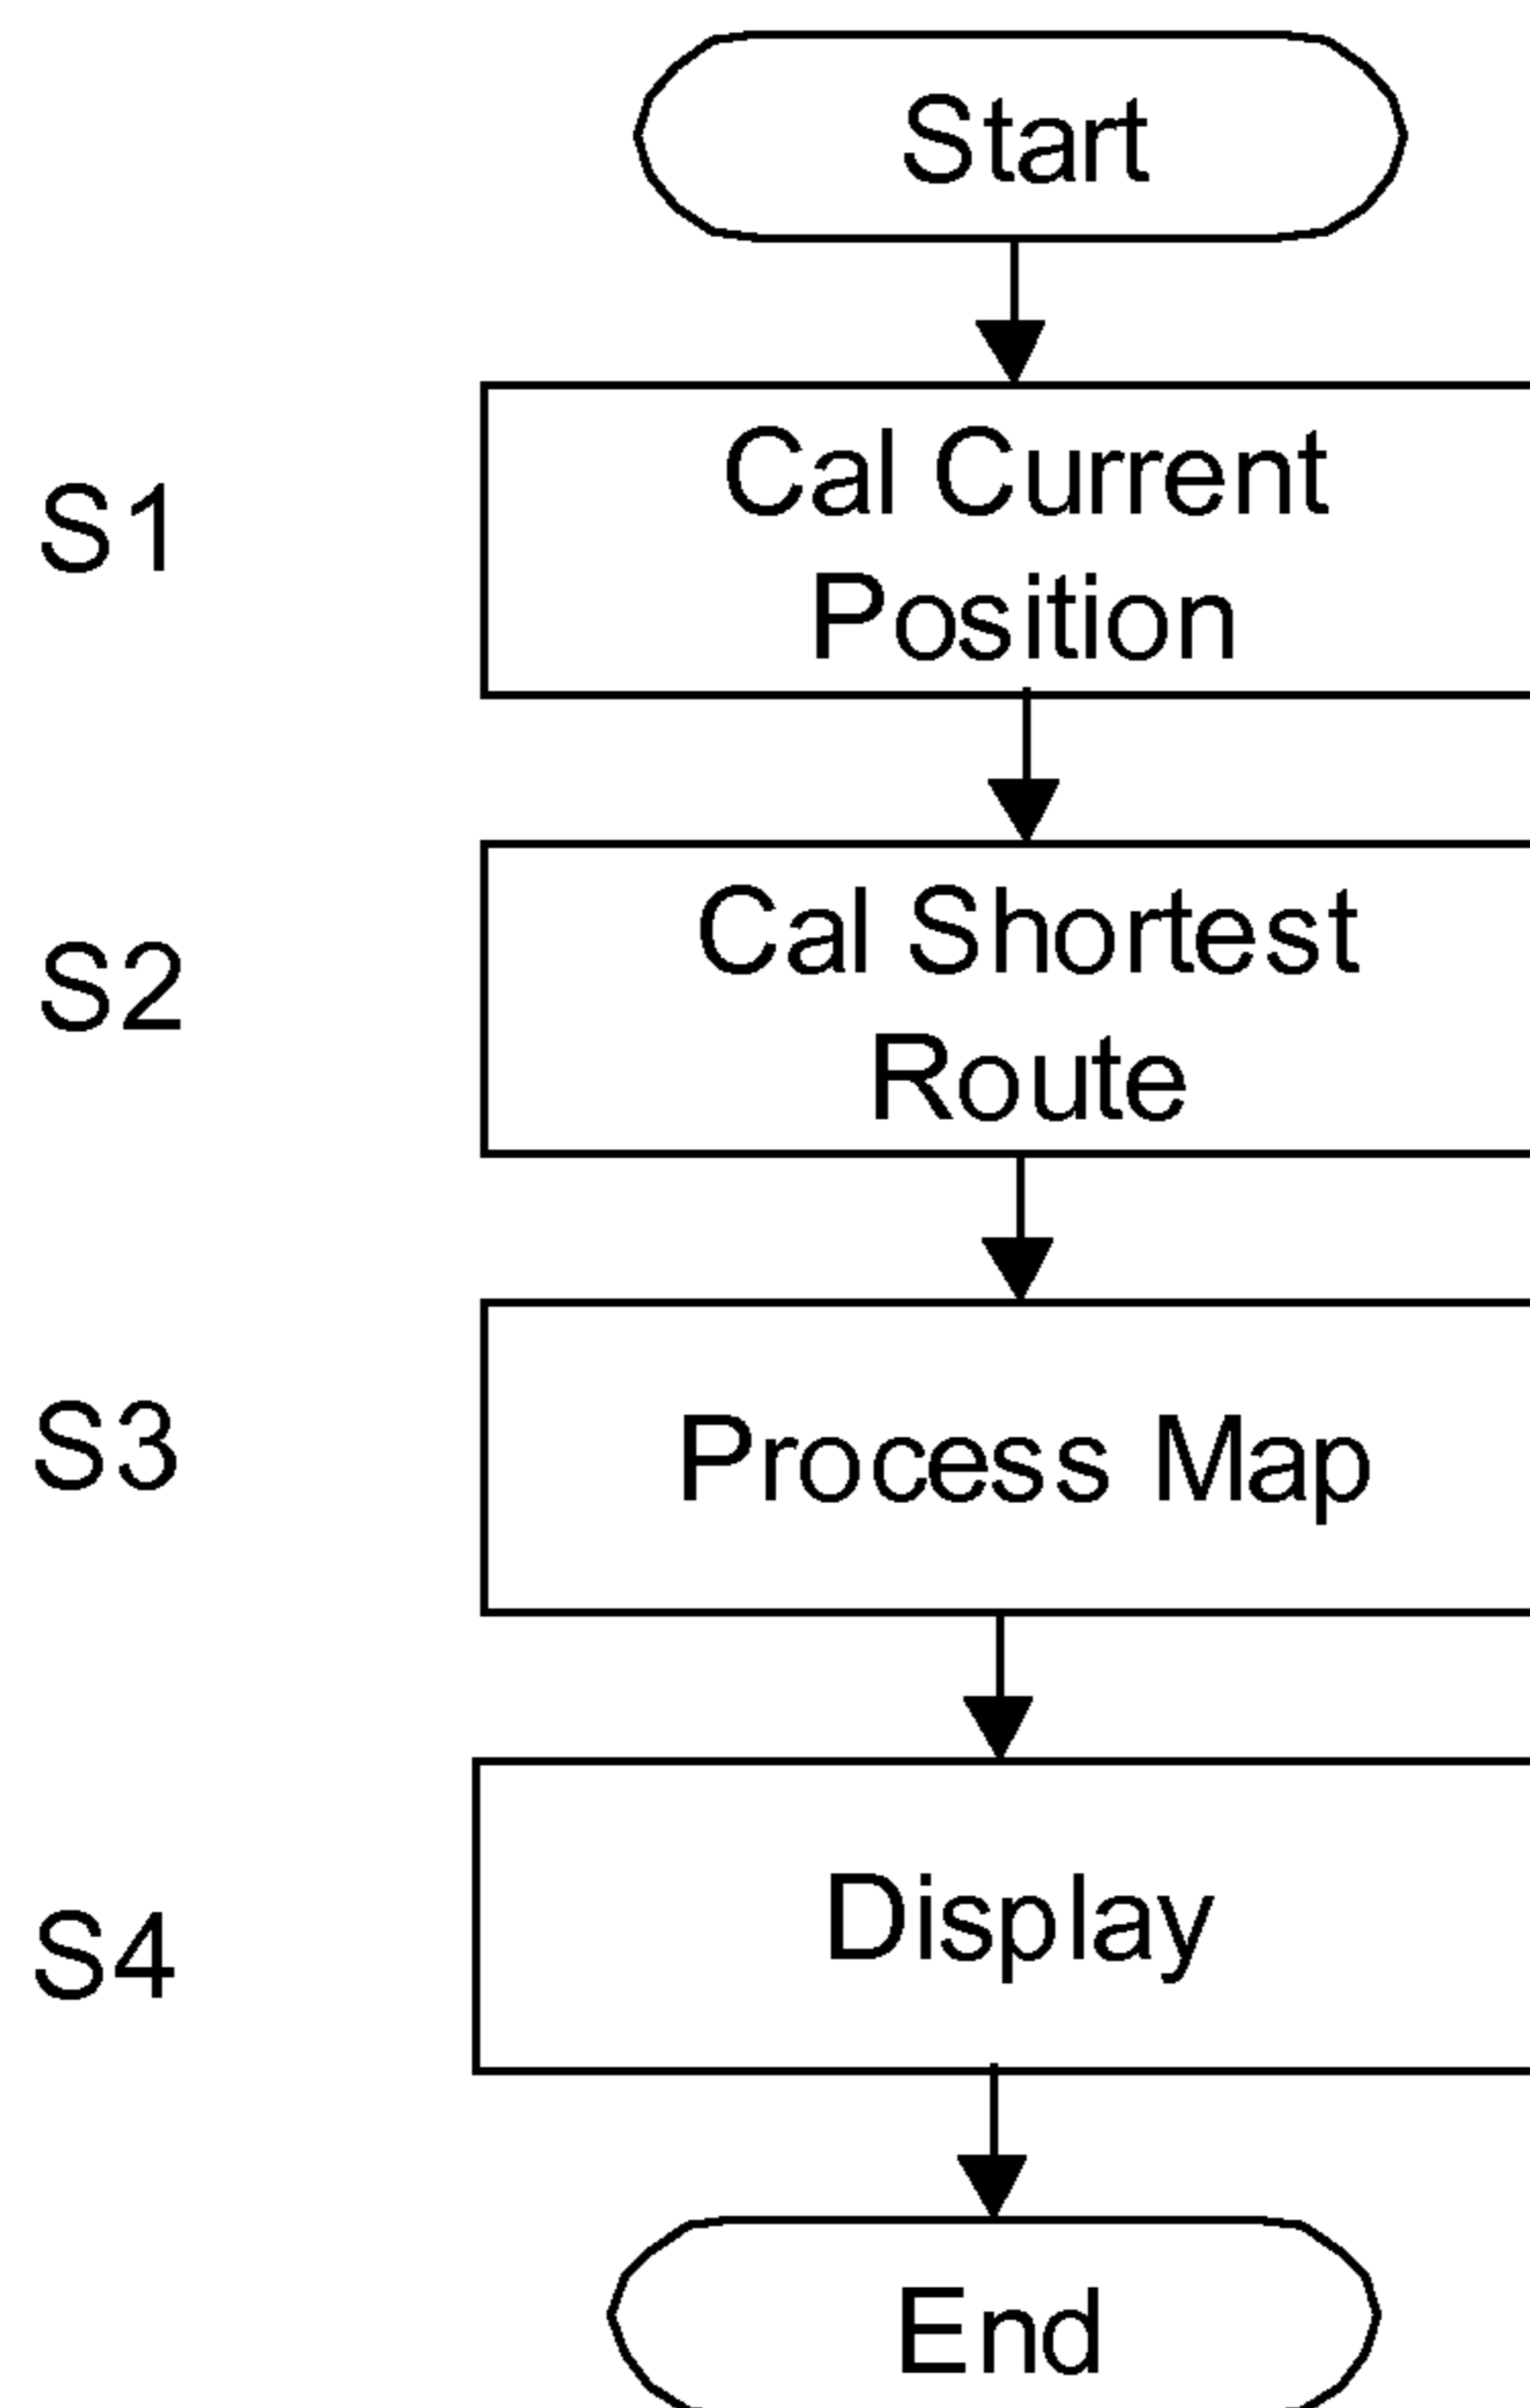 Start
S1
Cal Current
Position
S2
Cal Shortest
Route
S3
Process Map
S4
Display
End